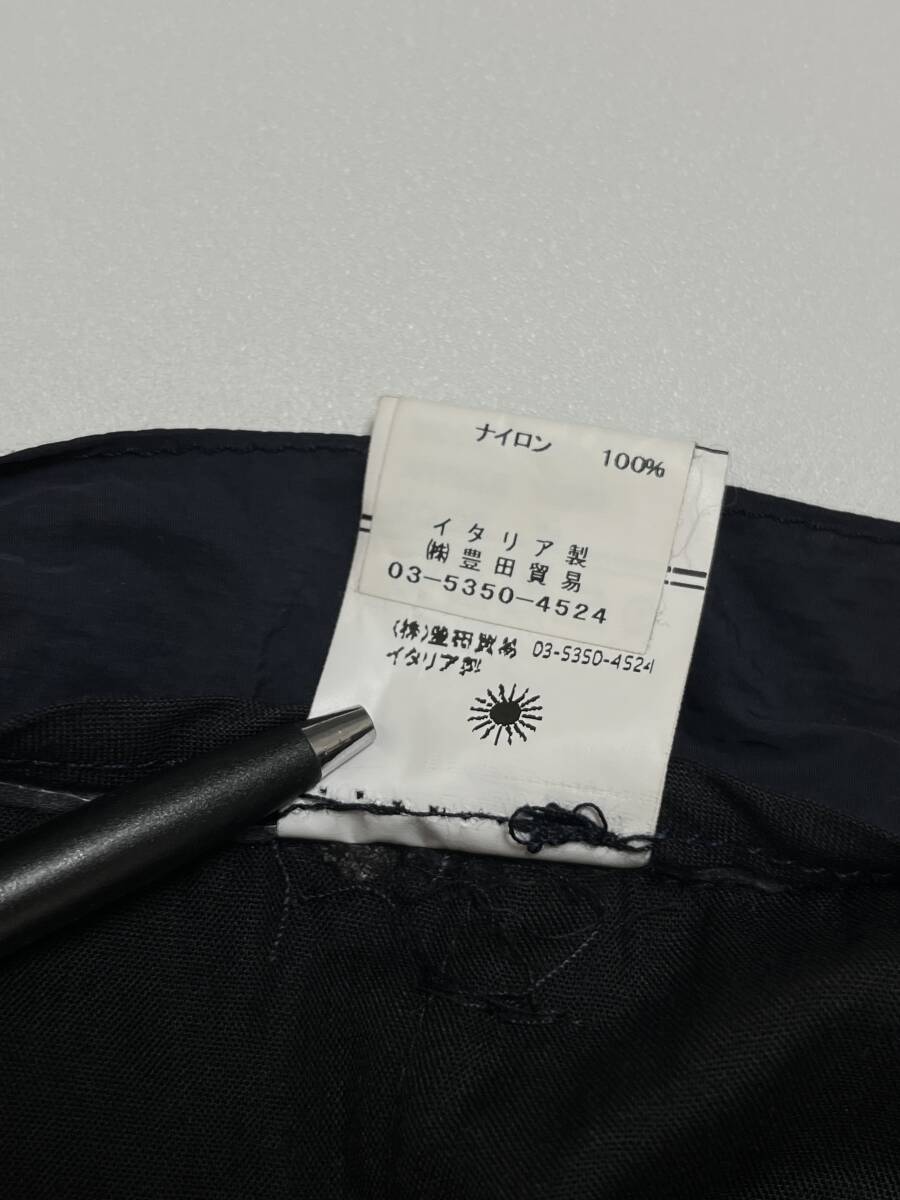 ナイロン 100%
イタリア製
㈱豊田貿易
03-5350-4524
(株)豊田貿易 03-5350-4524
イタリア製